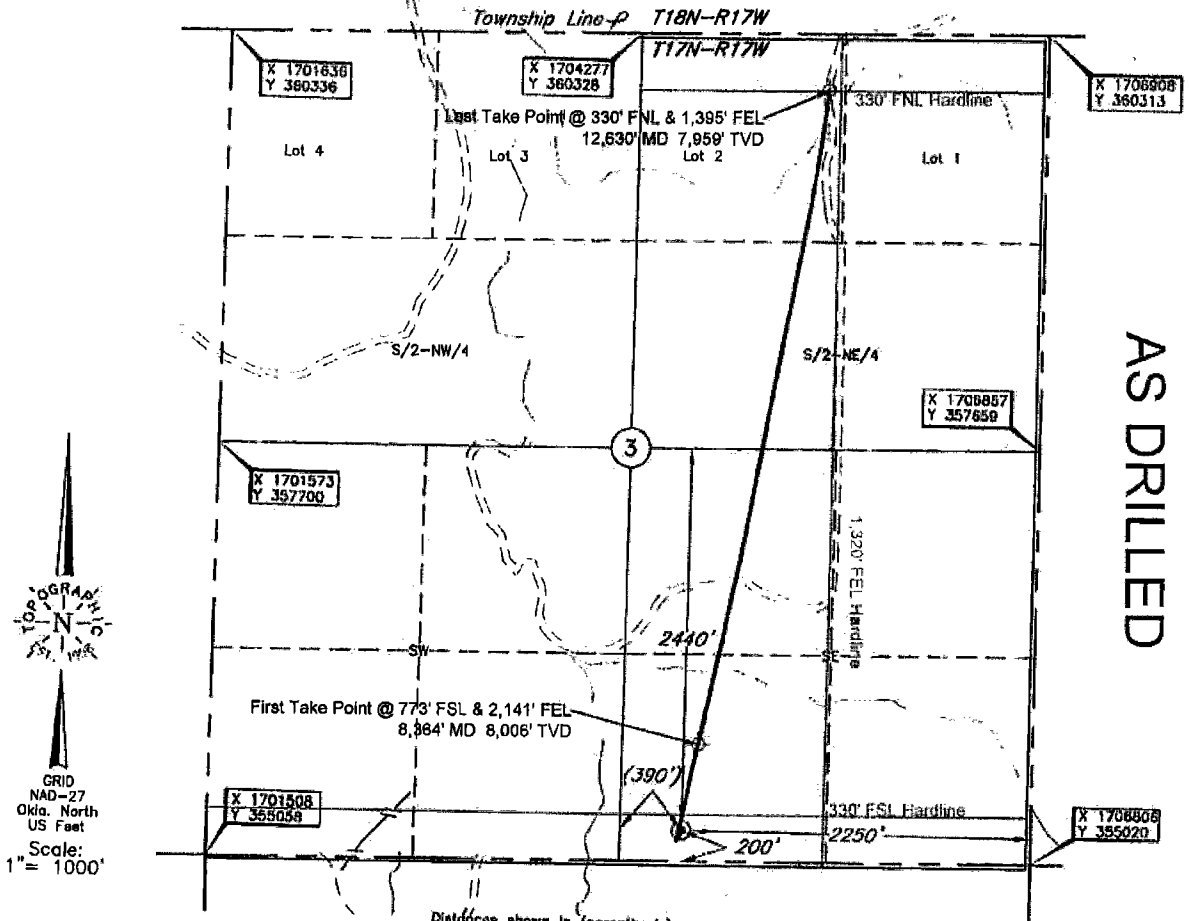 Township Line T18N-R17W
T17N-R17W
X 1701636
Y 360336
X 1704277
Y 360328
X 1706908
Y 360313
330' FNL Hardline
Last Take Point @ 330' FNL & 1,395' FEL
12,630' MD 7,959' TVD
Lot 4
Lot 3
Lot 2
Lot 1
S/2-NW/4
S/2-NE/4
AS DRILLED
X 1706857
Y 357659
3
X 1701573
Y 357700
1,320' FEL Hardline
TOPOGRAPHIC
N
2440'
SW
SE
First Take Point @ 773' FSL & 2,141' FEL
8,364' MD 8,006' TVD
GRID
NAD-27
Okla. North
US Feet
Scale:
1"= 1000'
(390')
X 1701508
Y 355058
330' FSL Hardline
2250'
200'
X 1706806
Y 355020
Distances shown in